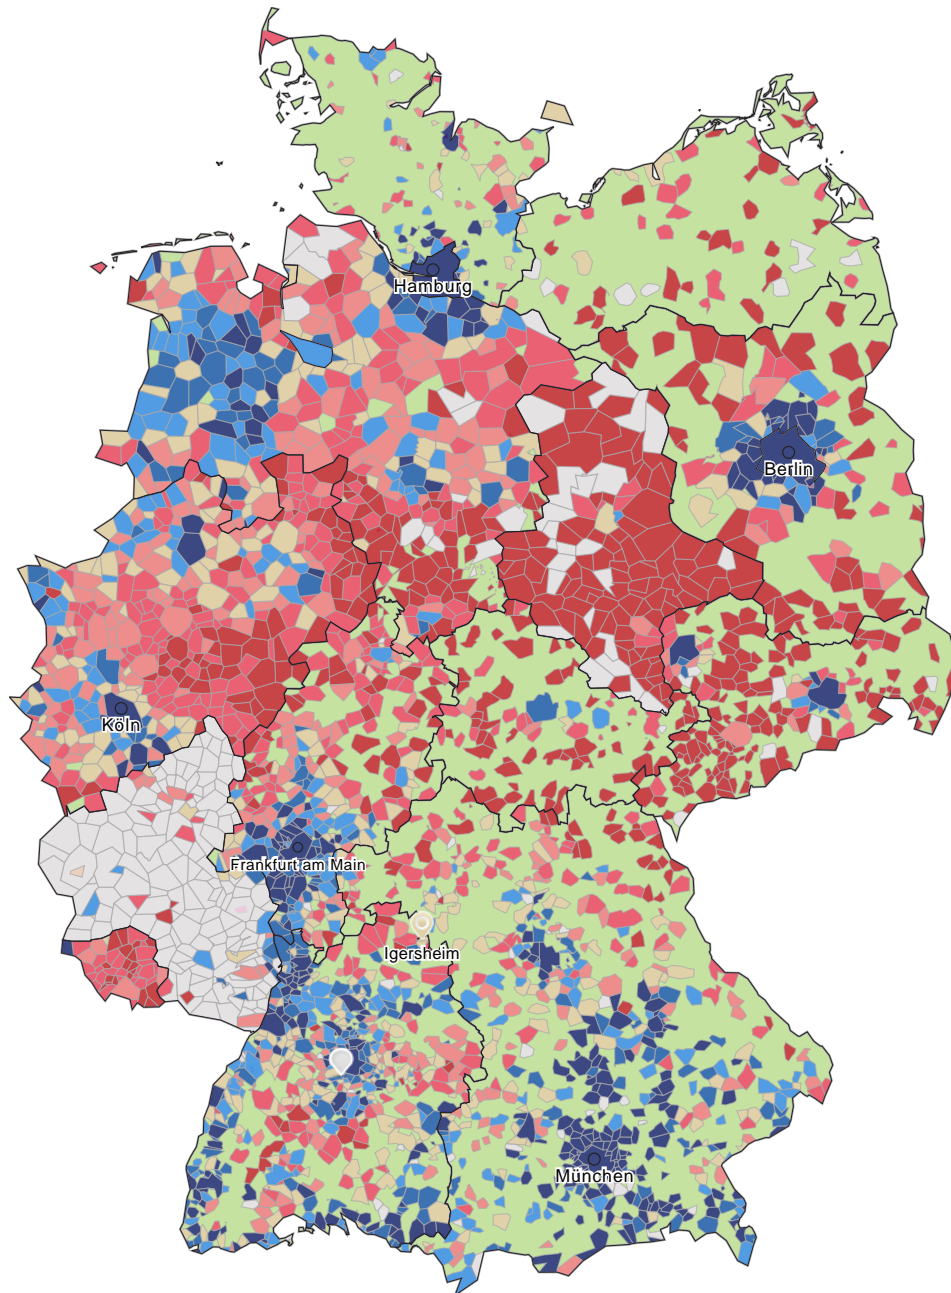 Hamburg
Berlin
Köln
Frankfurt am Main
Igersheim
München